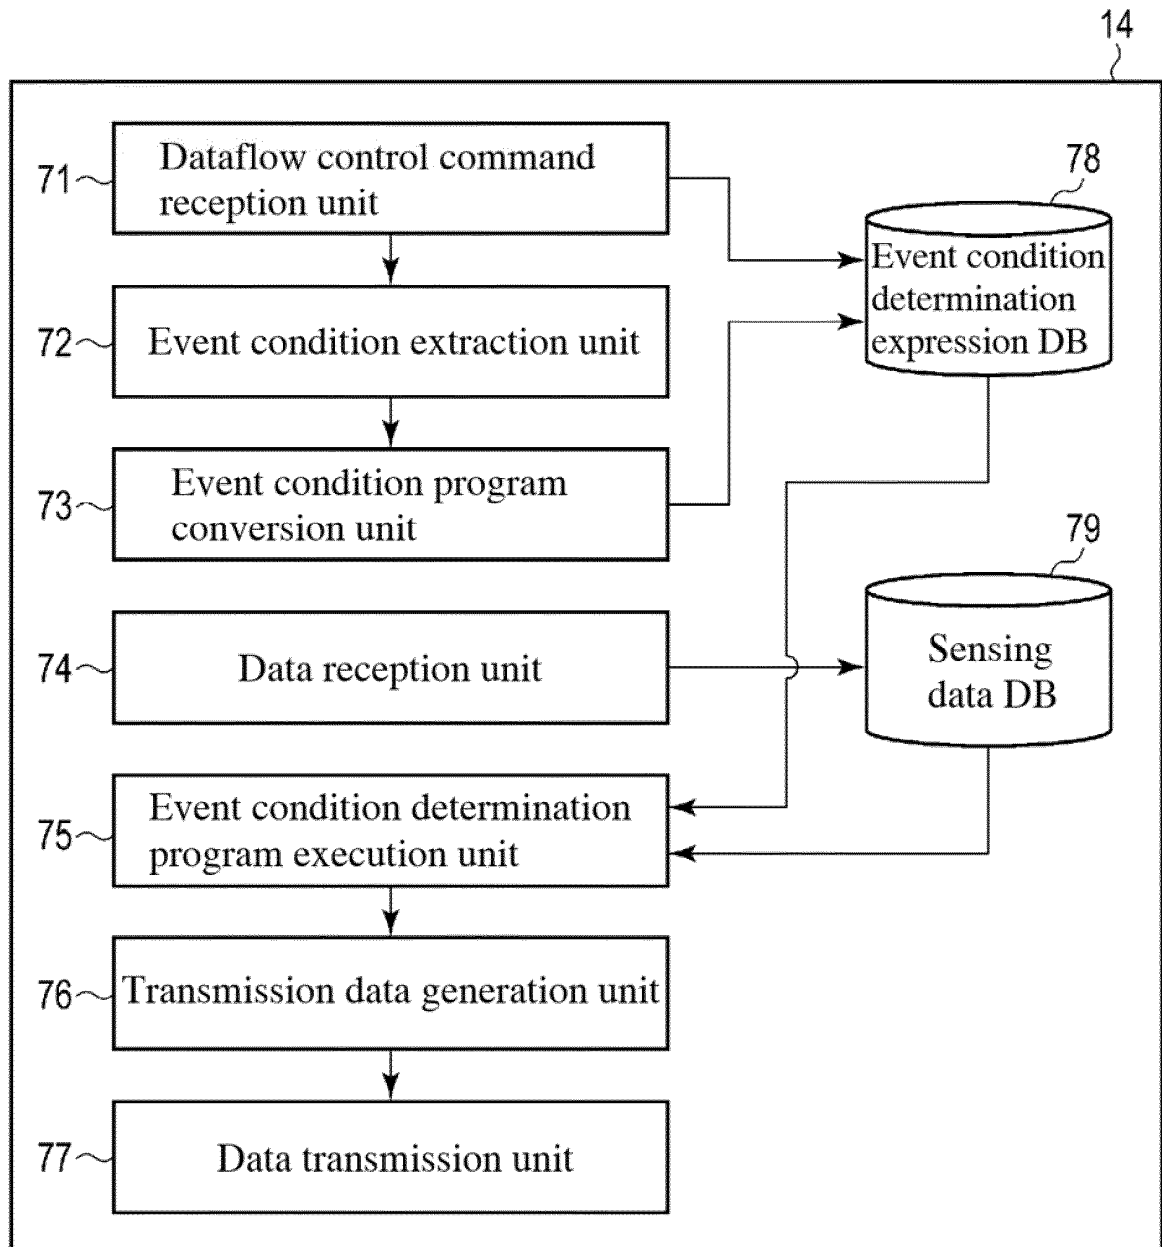 14
71
Dataflow control command
reception unit
78
Event condition
determination
expression DB
72
Event condition extraction unit
73
Event condition program
conversion unit
79
Sensing
data DB
74
Data reception unit
75
Event condition determination
program execution unit
76
Transmission data generation unit
77
Data transmission unit